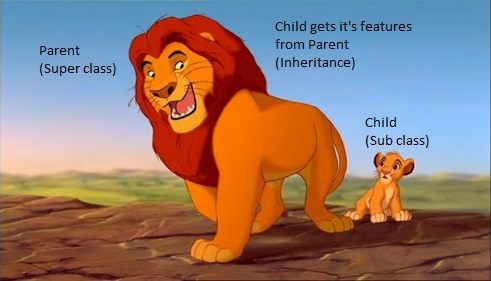 Parent
(Super class)
Child gets it's features
from Parent
(Inheritance)
Child
(Sub class)